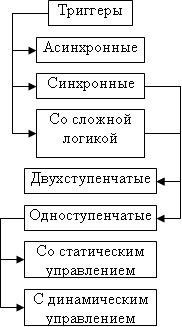 Триггеры
Асинхронные
Синхронные
Со сложной
логикой
Двухступенчатые
Одноступенчатые
Со статическим
управлением
С динамическим
управлением